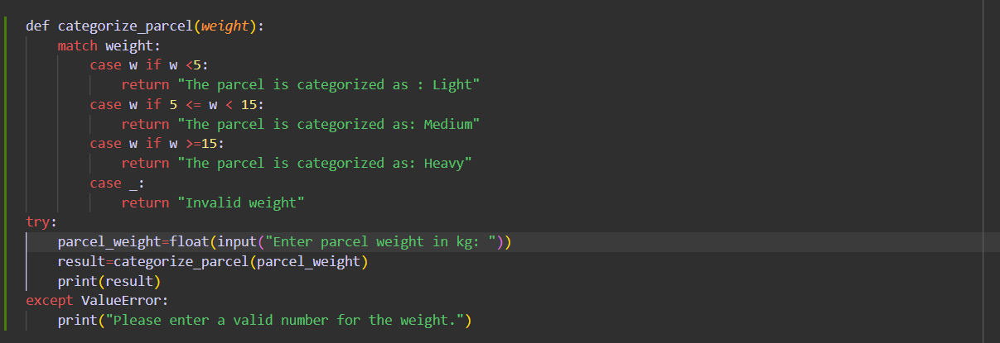 def categorize_parcel(weight):
    match weight:
        case w if w <5:
            return "The parcel is categorized as : Light"
        case w if 5 <= w < 15:
            return "The parcel is categorized as: Medium"
        case w if w >=15:
            return "The parcel is categorized as: Heavy"
        case _:
            return "Invalid weight"
try:
    parcel_weight=float(input("Enter parcel weight in kg: "))
    result=categorize_parcel(parcel_weight)
    print(result)
except ValueError:
    print("Please enter a valid number for the weight.")